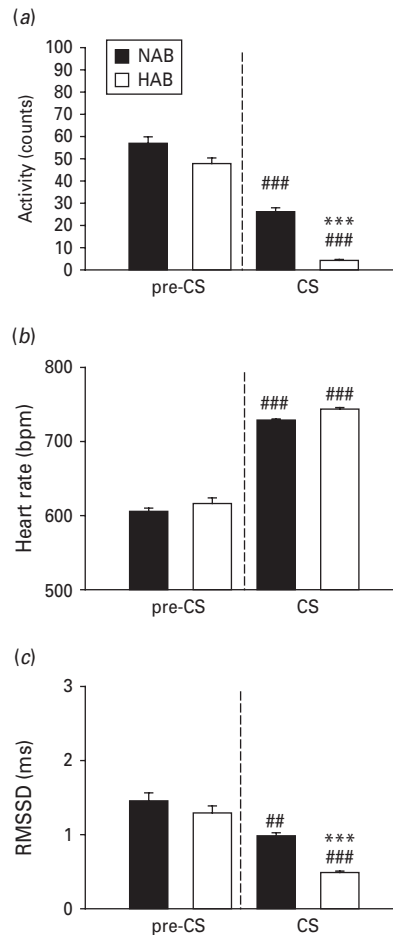 (a)
NAB
HAB
Activity (counts)
100
90
80
70
60
50
40
30
20
10
0
###
***
###
pre-CS
CS
(b)
Heart rate (bpm)
800
700
600
500
###
###
pre-CS
CS
(c)
RMSSD (ms)
3
2
1
0
##
***
###
pre-CS
CS